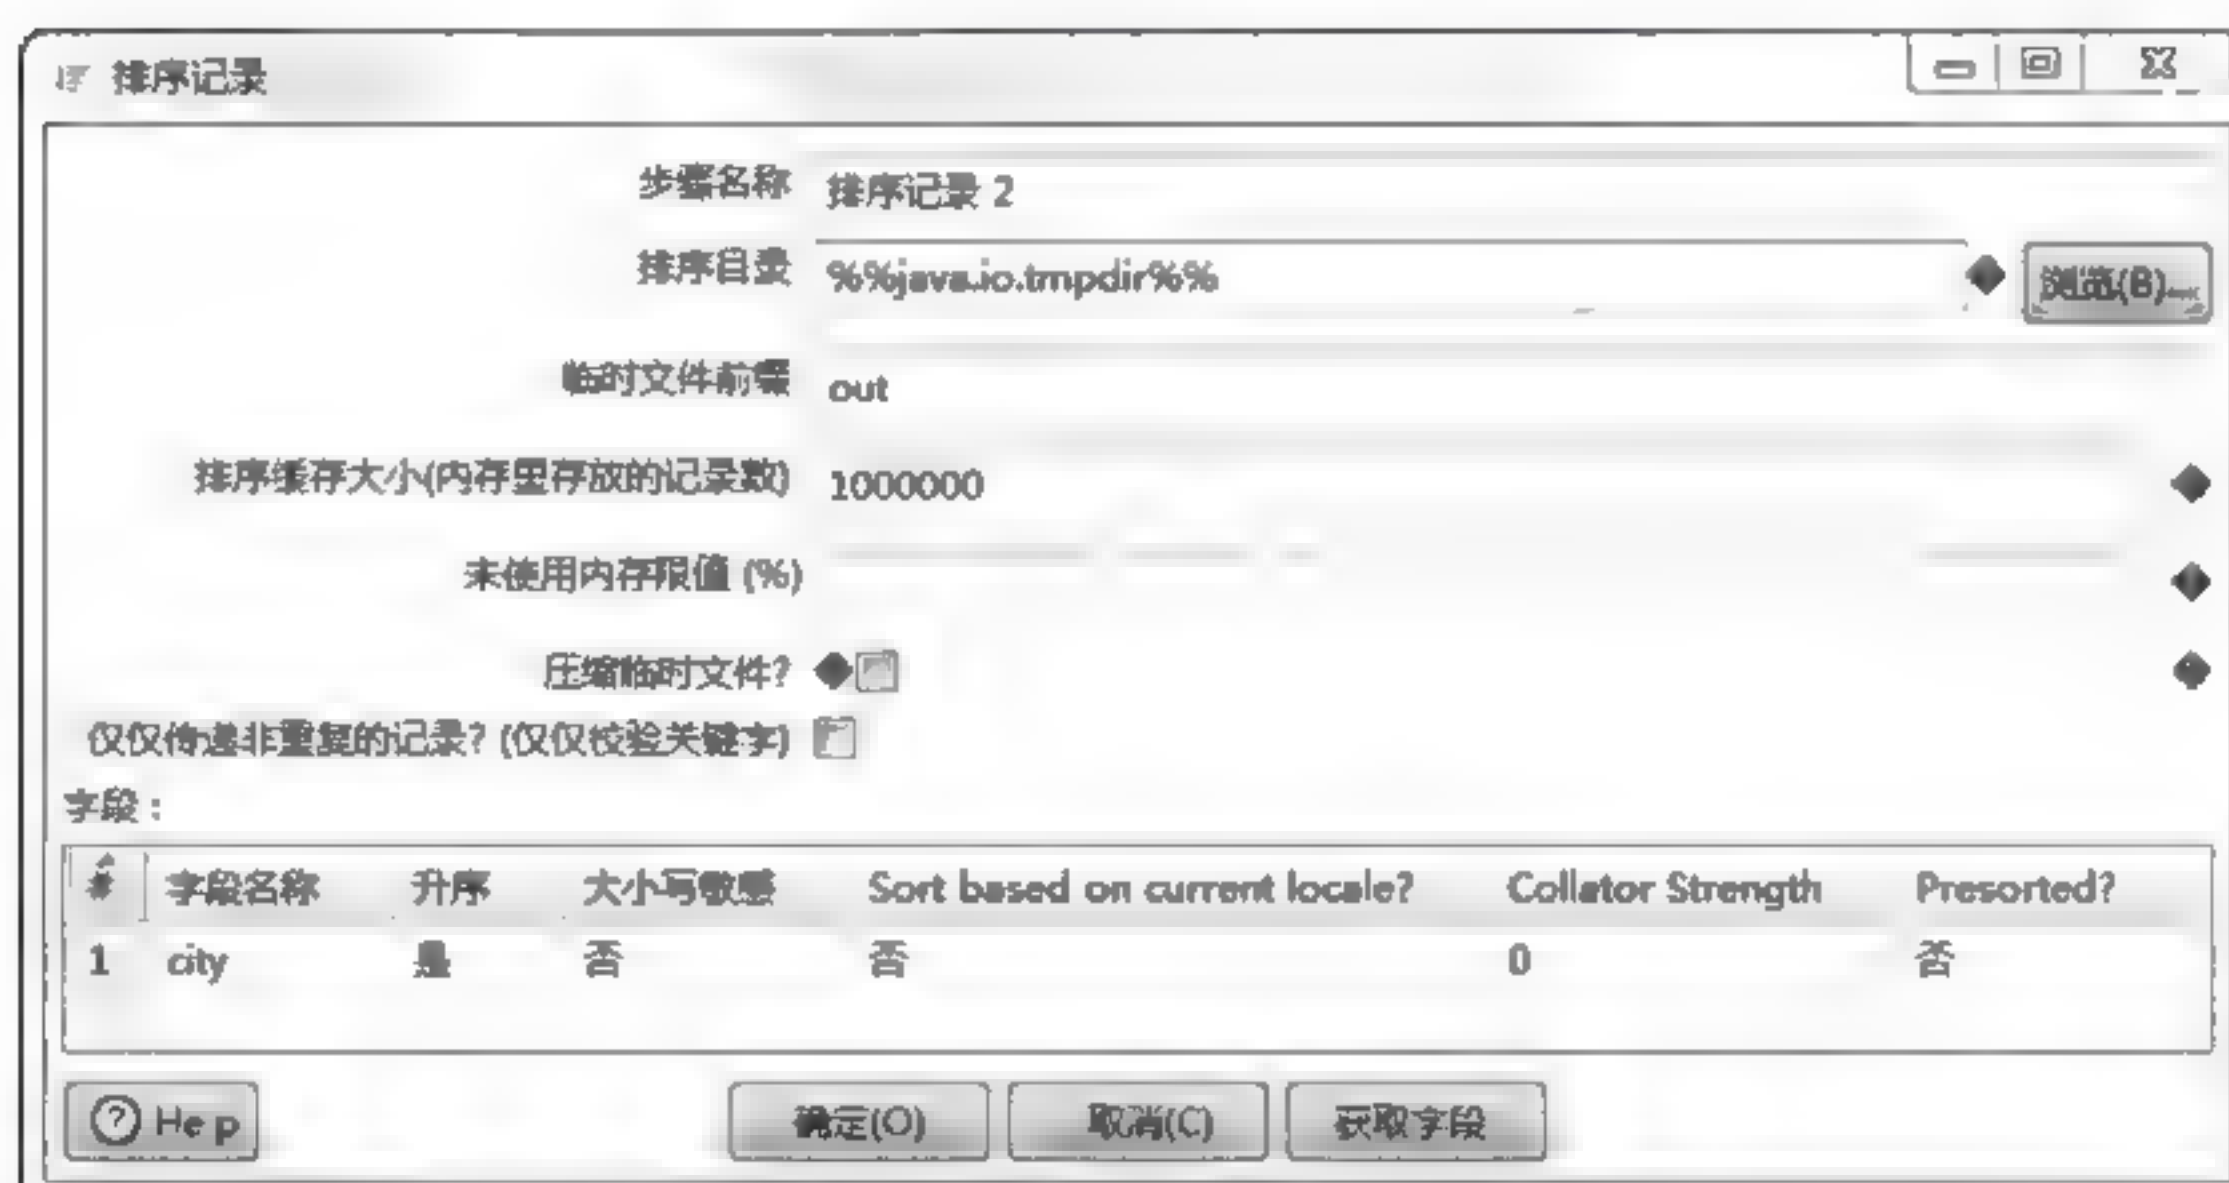 排序记录
步骤名称 排序记录 2
排序目录 %%java.io.tmpdir%% 浏览(B)...
临时文件前缀 out
排序缓存大小(内存里存放的记录数) 1000000
未使用内存限值 (%)
压缩临时文件?
仅仅传递非重复的记录? (仅仅校验关键字)
字段：
# 字段名称 升序 大小写敏感 Sort based on current locale? Collator Strength Presorted?
1 city 是 否 否 0 否
Help 确定(O) 取消(C) 获取字段